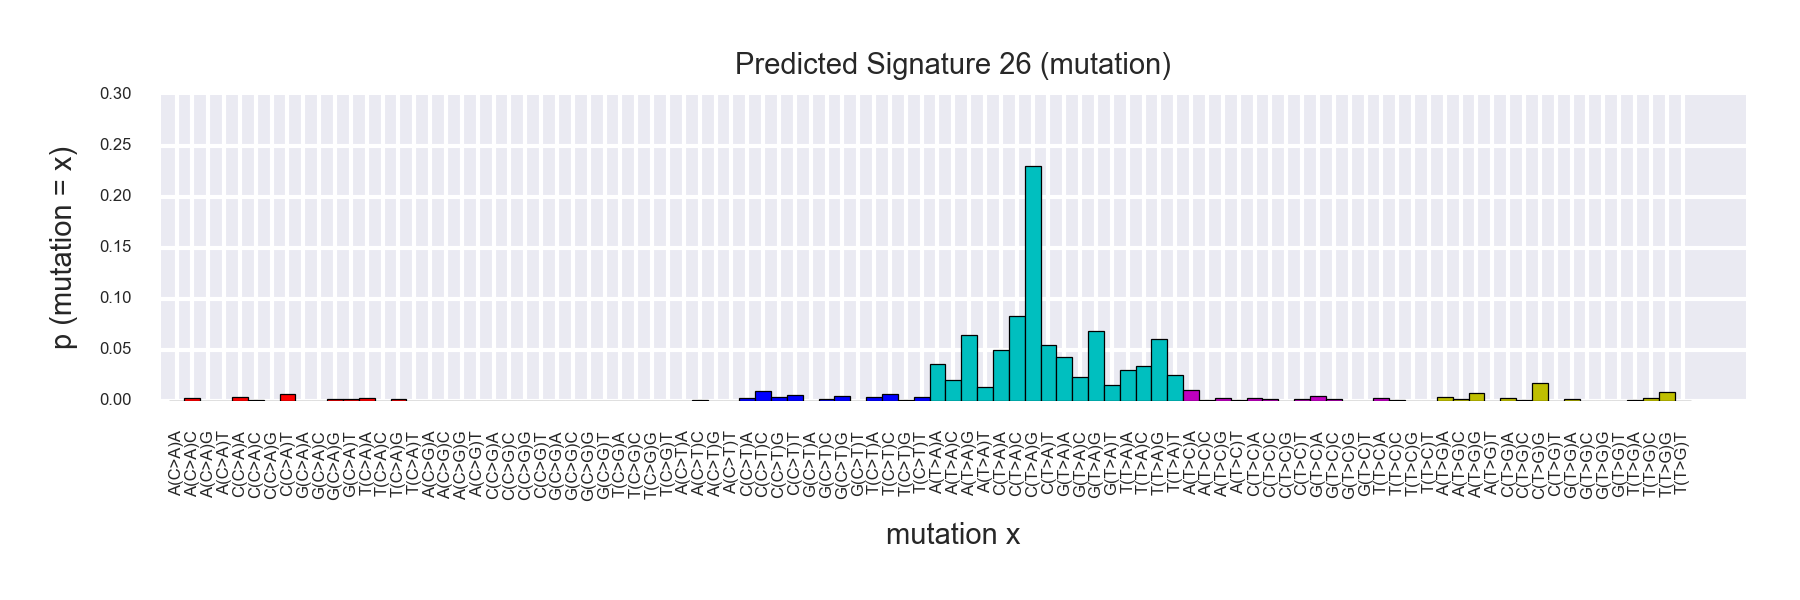 Predicted Signature 26 (mutation)
p (mutation = x)
0.30
0.25
0.20
0.15
0.10
0.05
0.00
A(C>A)A
A(C>A)C
A(C>A)G
A(C>A)T
C(C>A)A
C(C>A)C
C(C>A)G
C(C>A)T
G(C>A)A
G(C>A)C
G(C>A)G
G(C>A)T
T(C>A)A
T(C>A)C
T(C>A)G
T(C>A)T
A(C>G)A
A(C>G)C
A(C>G)G
A(C>G)T
C(C>G)A
C(C>G)C
C(C>G)G
C(C>G)T
G(C>G)A
G(C>G)C
G(C>G)G
G(C>G)T
T(C>G)A
T(C>G)C
T(C>G)G
T(C>G)T
A(C>T)A
A(C>T)C
A(C>T)G
A(C>T)T
C(C>T)A
C(C>T)C
C(C>T)G
C(C>T)T
G(C>T)A
G(C>T)C
G(C>T)G
G(C>T)T
T(C>T)A
T(C>T)C
T(C>T)G
T(C>T)T
A(T>A)A
A(T>A)C
A(T>A)G
A(T>A)T
C(T>A)A
C(T>A)C
C(T>A)G
C(T>A)T
G(T>A)A
G(T>A)C
G(T>A)G
G(T>A)T
T(T>A)A
T(T>A)C
T(T>A)G
T(T>A)T
A(T>C)A
A(T>C)C
A(T>C)G
A(T>C)T
C(T>C)A
C(T>C)C
C(T>C)G
C(T>C)T
G(T>C)A
G(T>C)C
G(T>C)G
G(T>C)T
T(T>C)A
T(T>C)C
T(T>C)G
T(T>C)T
A(T>G)A
A(T>G)C
A(T>G)G
A(T>G)T
C(T>G)A
C(T>G)C
C(T>G)G
C(T>G)T
G(T>G)A
G(T>G)C
G(T>G)G
G(T>G)T
T(T>G)A
T(T>G)C
T(T>G)G
T(T>G)T
mutation x